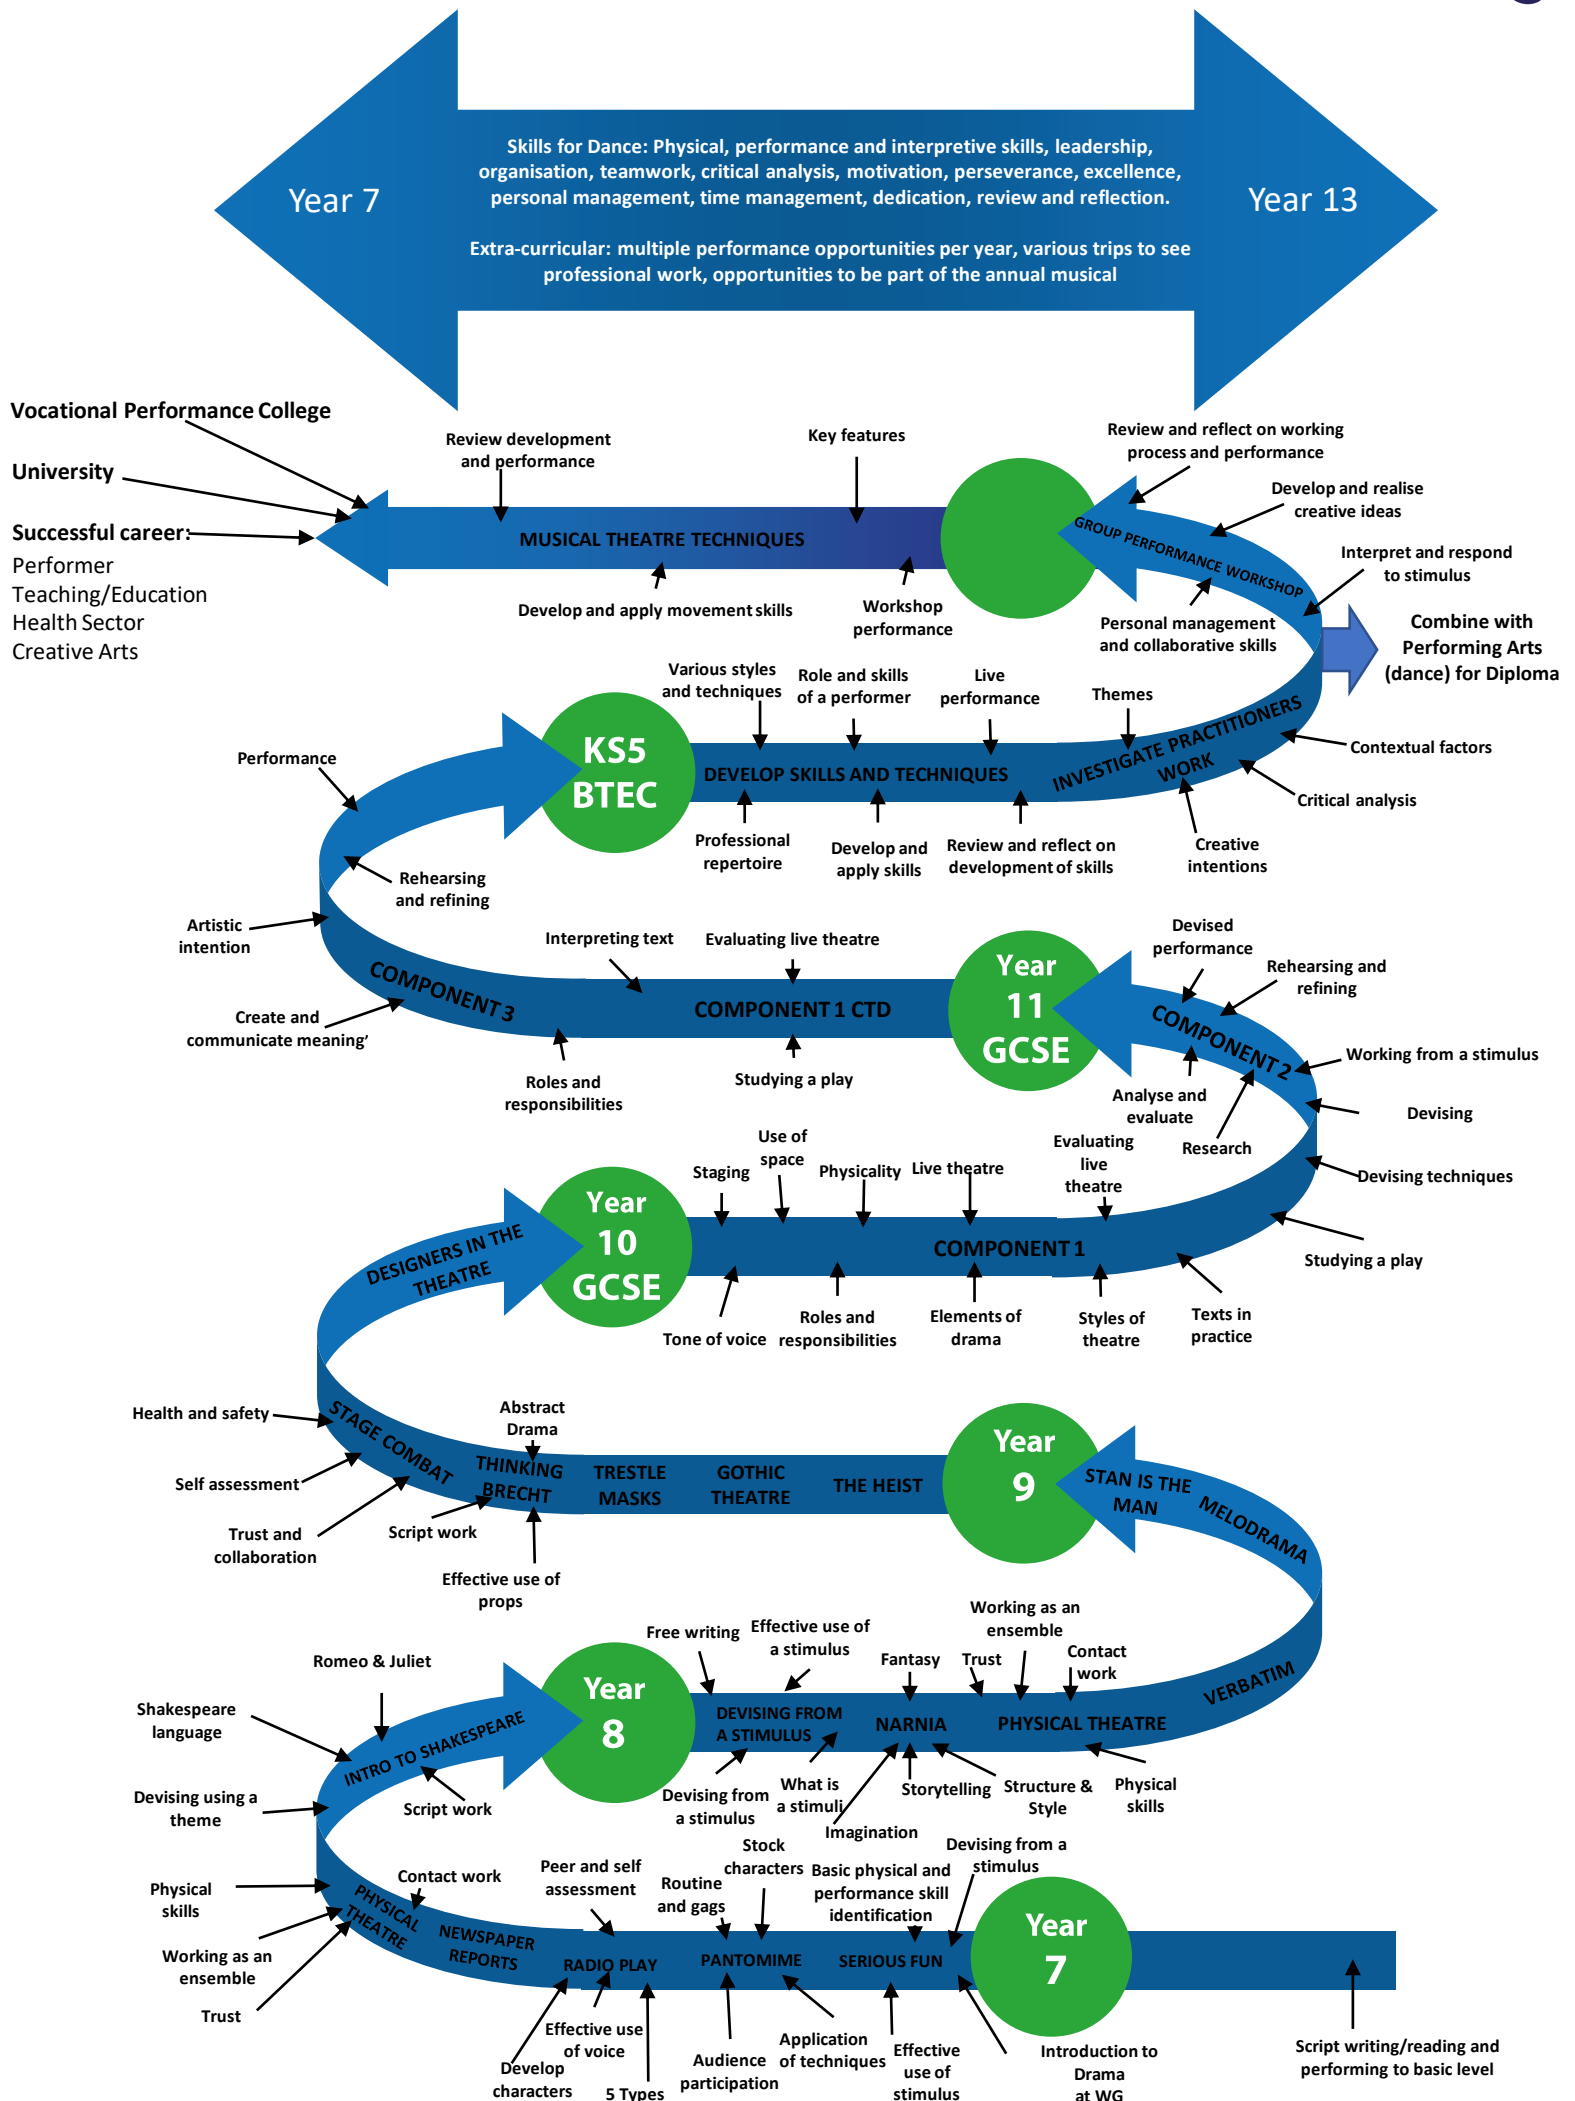 Skills for Dance: Physical, performance and interpretive skills, leadership,
organisation, teamwork, critical analysis, motivation, perseverance, excellence,
personal management, time management, dedication, review and reflection.
Year 7
Year 13
Extra-curricular: multiple performance opportunities per year, various trips to see
professional work, opportunities to be part of the annual musical
Vocational Performance College
University
Successful career:
Performer
Teaching/Education
Health Sector
Creative Arts
Review development
and performance
Key features
Review and reflect on working
process and performance
Develop and realise
creative ideas
Interpret and respond
to stimulus
MUSICAL THEATRE TECHNIQUES
GROUP PERFORMANCE WORKSHOP
Develop and apply movement skills
Workshop
performance
Personal management
and collaborative skills
Combine with
Performing Arts
(dance) for Diploma
Various styles
and techniques
Role and skills
of a performer
Live
performance
Themes
Performance
KS5
BTEC
DEVELOP SKILLS AND TECHNIQUES
INVESTIGATE PRACTITIONERS
WORK
Contextual factors
Critical analysis
Professional
repertoire
Develop and
apply skills
Review and reflect on
development of skills
Creative
intentions
Rehearsing
and refining
Artistic
intention
Interpreting text
Evaluating live theatre
Devised
performance
Rehearsing and
refining
COMPONENT 3
COMPONENT 1 CTD
Year
11
GCSE
COMPONENT 2
Create and
communicate meaning’
Working from a stimulus
Roles and
responsibilities
Studying a play
Analyse and
evaluate
Devising
Research
Devising techniques
Staging
Use of
space
Physicality
Live theatre
Evaluating
live
theatre
Year
10
GCSE
DESIGNERS IN THE
THEATRE
COMPONENT 1
Studying a play
Tone of voice
Roles and
responsibilities
Elements of
drama
Styles of
theatre
Texts in
practice
Health and safety
Abstract
Drama
STAGE COMBAT
THINKING
BRECHT
TRESTLE
MASKS
GOTHIC
THEATRE
THE HEIST
Year
9
STAN IS THE
MAN
MELODRAMA
Self assessment
Trust and
collaboration
Script work
Effective use of
props
Free writing
Effective use of
a stimulus
Fantasy
Trust
Working as an
ensemble
Contact
work
Romeo & Juliet
Shakespeare
language
INTRO TO SHAKESPEARE
Year
8
DEVISING FROM
A STIMULUS
NARNIA
PHYSICAL THEATRE
VERBATIM
Devising using a
theme
Script work
Devising from
a stimulus
What is
a stimuli
Imagination
Storytelling
Structure &
Style
Physical
skills
Physical
skills
Contact work
Peer and self
assessment
Routine
and gags
Stock
characters
Basic physical and
performance skill
identification
Devising from a
stimulus
PHYSICAL
THEATRE
NEWSPAPER
REPORTS
RADIO PLAY
PANTOMIME
SERIOUS FUN
Year
7
Working as an
ensemble
Trust
Develop
characters
Effective use
of voice
5 Types
Audience
participation
Application
of techniques
Effective
use of
stimulus
Introduction to
Drama
at WG
Script writing/reading and
performing to basic level